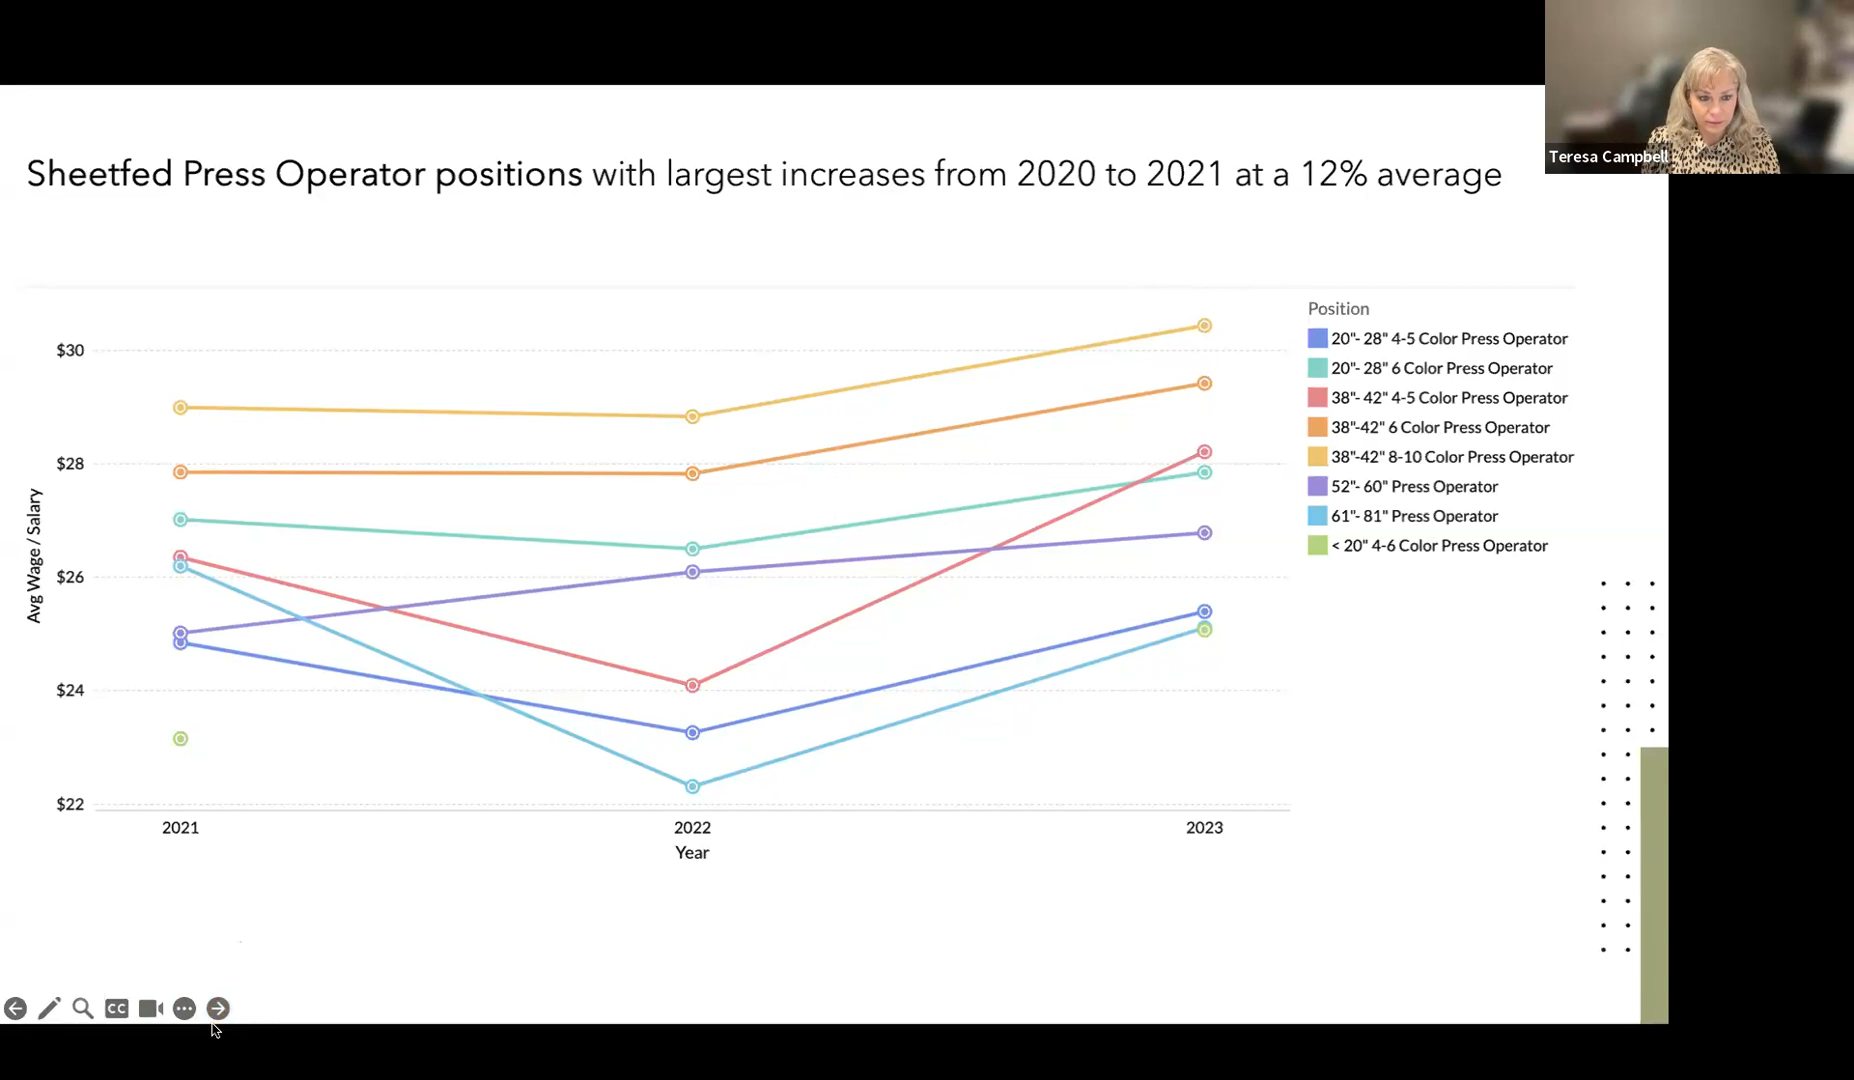 Teresa Campbell
Sheetfed Press Operator positions with largest increases from 2020 to 2021 at a 12% average
Position
20"- 28" 4-5 Color Press Operator
20"- 28" 6 Color Press Operator
38"- 42" 4-5 Color Press Operator
38"-42" 6 Color Press Operator
38"-42" 8-10 Color Press Operator
52"- 60" Press Operator
61"- 81" Press Operator
< 20" 4-6 Color Press Operator
Avg Wage / Salary
$30
$28
$26
$24
$22
2021 2022 2023
Year
CC